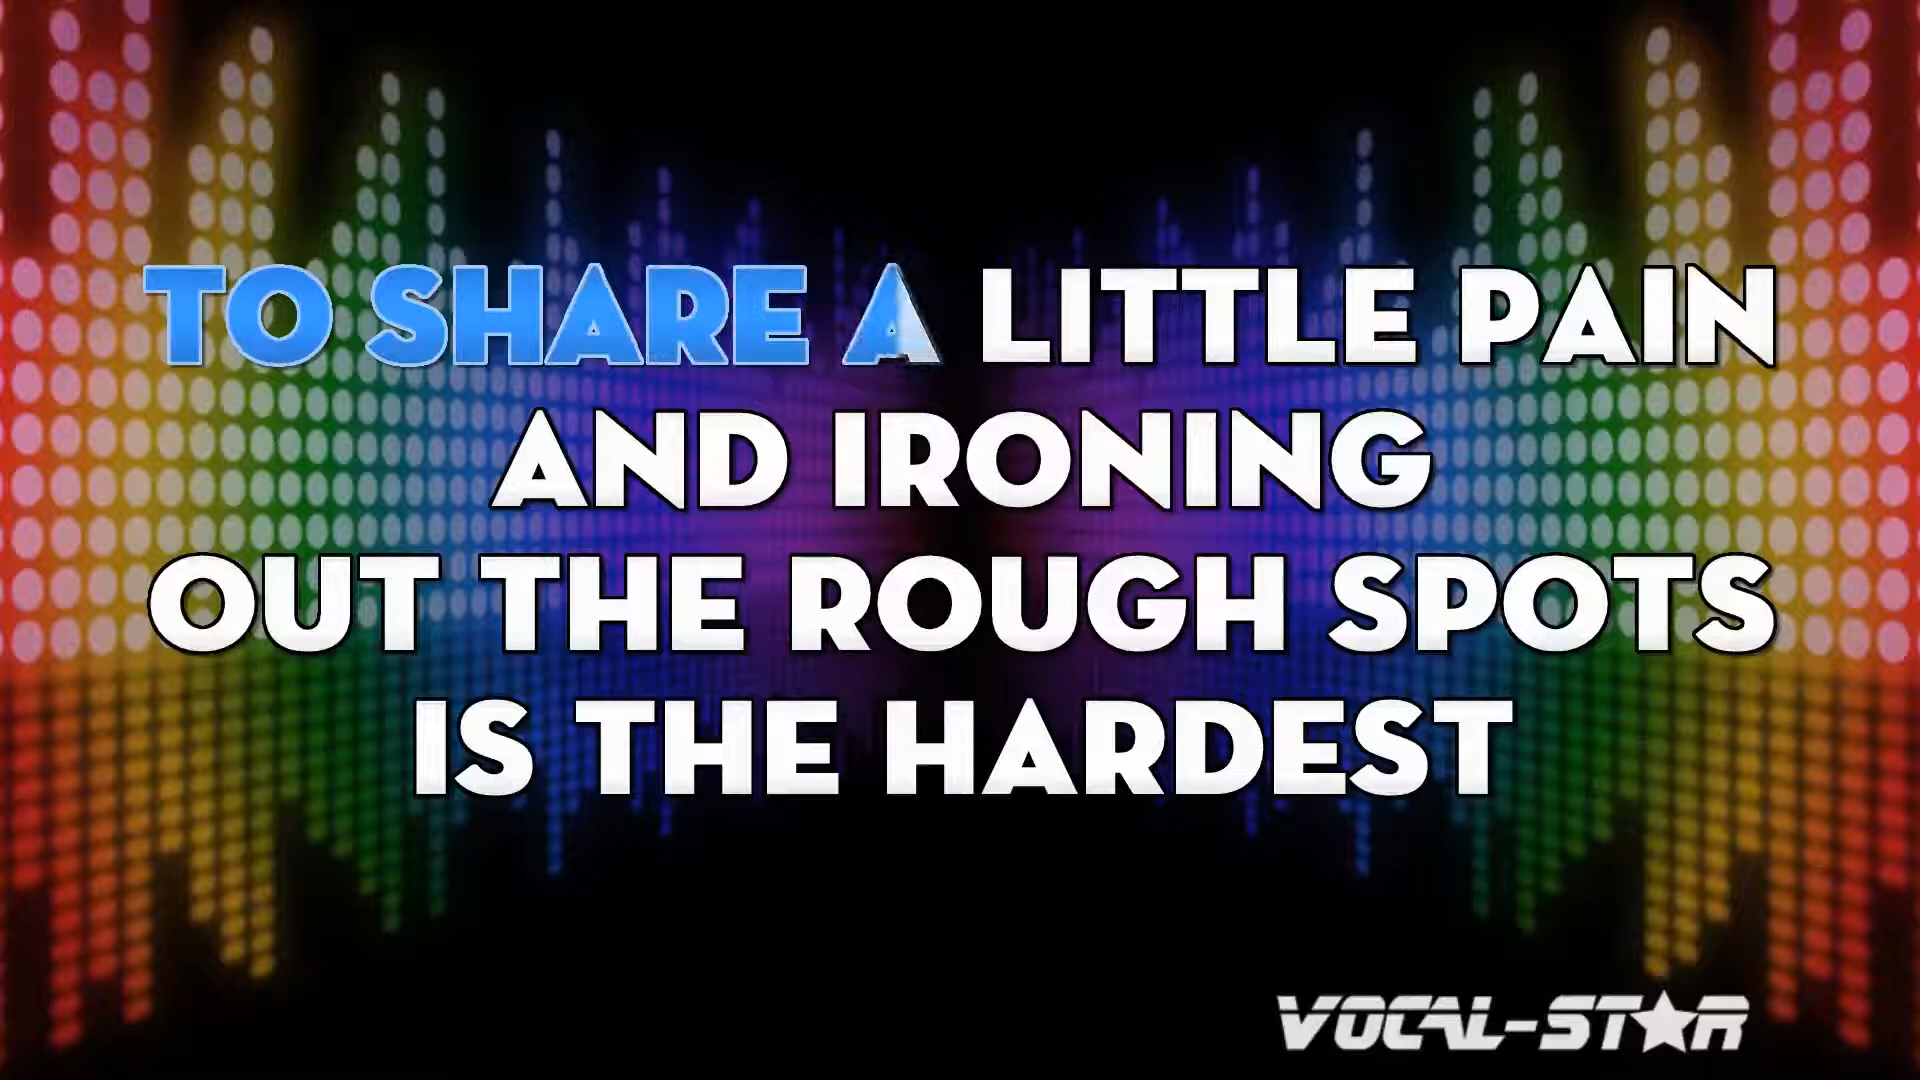 TO SHARE A LITTLE PAIN
AND IRONING
OUT THE ROUGH SPOTS
IS THE HARDEST
VOCAL-STAR